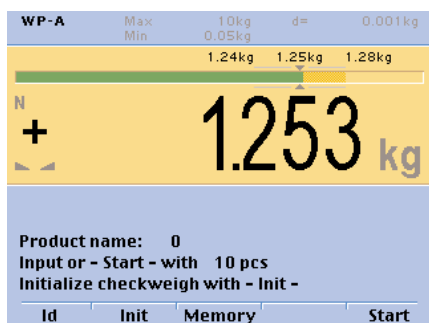 WP-A Max 10kg d= 0.001kg
Min 0.05kg
1.24kg 1.25kg 1.28kg
N
+ 1.253 kg
Product name: 0
Input or - Start - with 10 pcs
Initialize checkweigh with - Init -
Id Init Memory Start